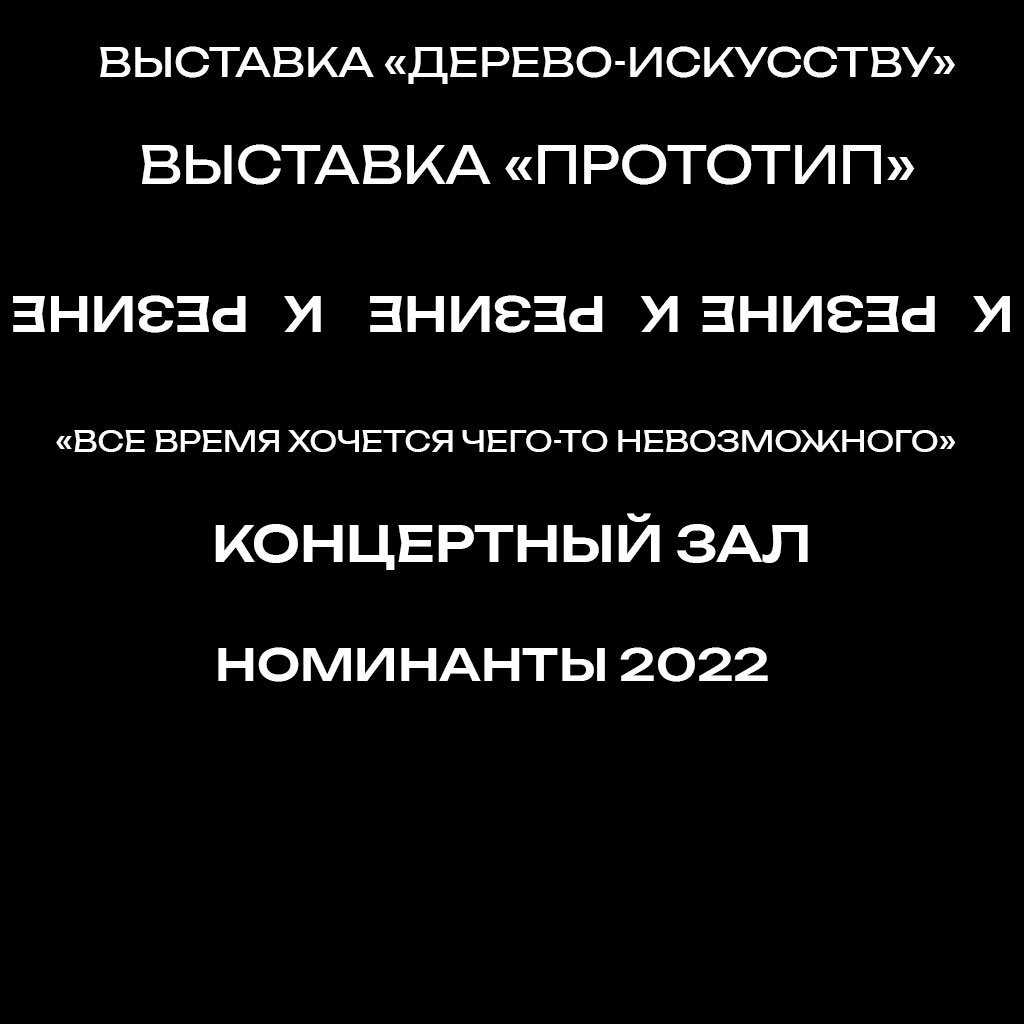 ВЫСТАВКА «ДЕРЕВО-ИСКУССТВУ»
ВЫСТАВКА «ПРОТОТИП»
К РЕЗИНЕ К РЕЗИНЕ К РЕЗИНЕ
«ВСЕ ВРЕМЯ ХОЧЕТСЯ ЧЕГО-ТО НЕВОЗМОЖНОГО»
КОНЦЕРТНЫЙ ЗАЛ
НОМИНАНТЫ 2022